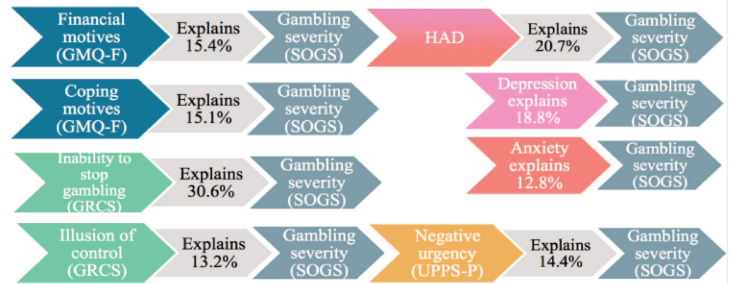 Financial
motives
(GMQ-F)
Explains
15.4%
Gambling
severity
(SOGS)
HAD
Explains
20.7%
Gambling
severity
(SOGS)
Coping
motives
(GMQ-F)
Explains
15.1%
Gambling
severity
(SOGS)
Depression
explains
18.8%
Gambling
severity
(SOGS)
Anxiety
explains
12.8%
Gambling
severity
(SOGS)
Inability to
stop
gambling
(GRCS)
Explains
30.6%
Gambling
severity
(SOGS)
Illusion of
control
(GRCS)
Explains
13.2%
Gambling
severity
(SOGS)
Negative
urgency
(UPPS-P)
Explains
14.4%
Gambling
severity
(SOGS)